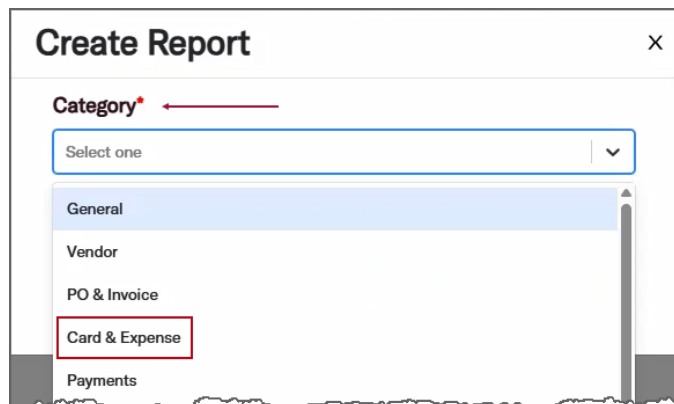 Create Report
X
Category*
Select one
General
Vendor
PO & Invoice
Card & Expense
Payments